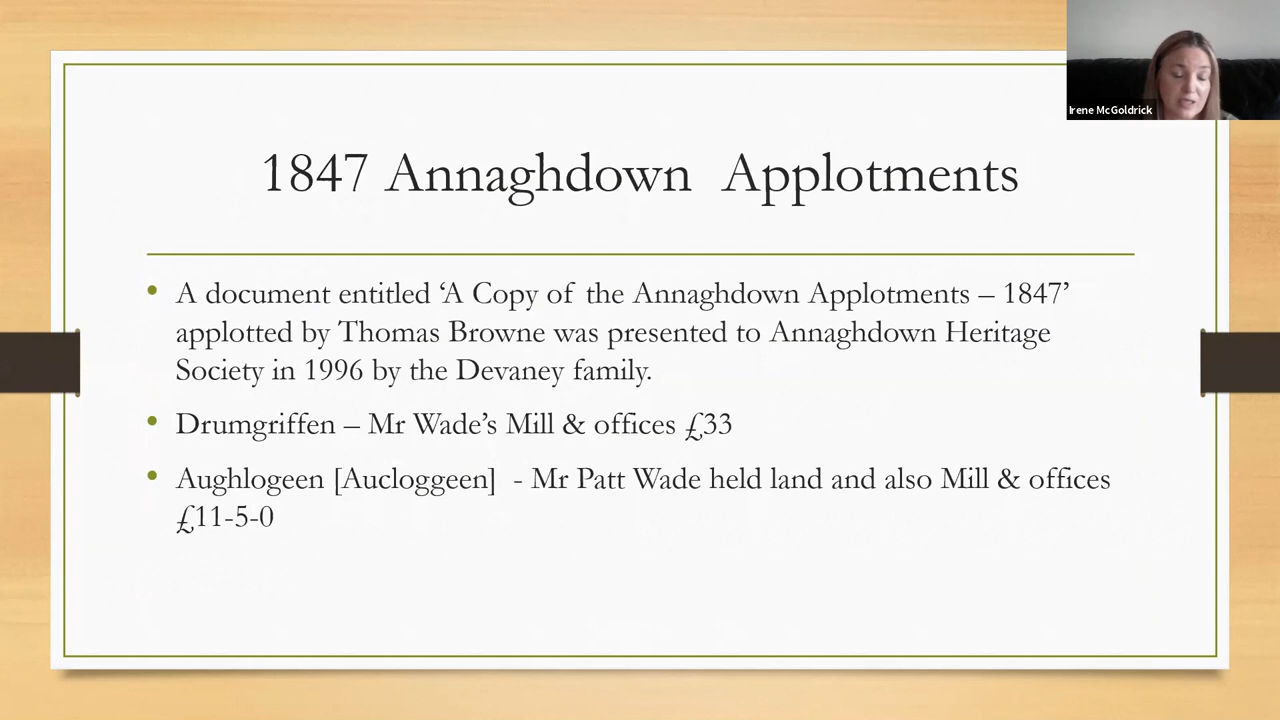 Irene McGoldrick
1847 Annaghdown Applotments
• A document entitled ‘A Copy of the Annaghdown Applotments – 1847’
applotted by Thomas Browne was presented to Annaghdown Heritage
Society in 1996 by the Devaney family.
• Drumgriffen – Mr Wade’s Mill & offices £33
• Aughlogeen [Aucloggeen] - Mr Patt Wade held land and also Mill & offices
£11-5-0